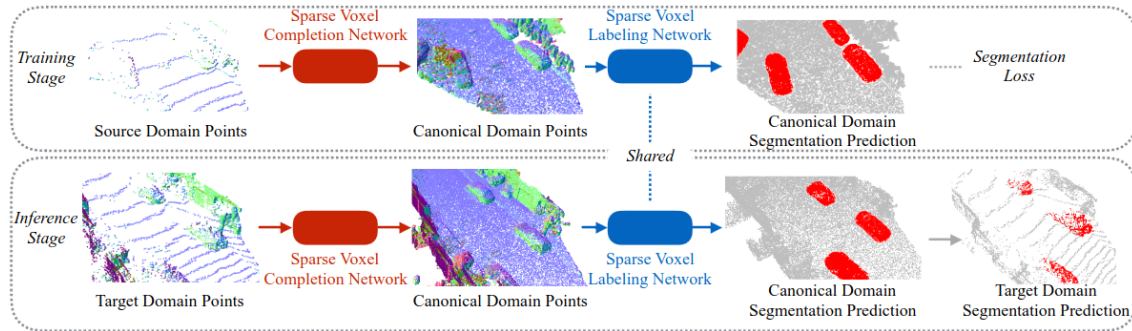 Sparse Voxel
Completion Network
Sparse Voxel
Labeling Network
Training
Stage
Segmentation
Loss
Source Domain Points
Canonical Domain Points
Canonical Domain
Segmentation Prediction
Shared
Inference
Stage
Sparse Voxel
Completion Network
Sparse Voxel
Labeling Network
Target Domain Points
Canonical Domain Points
Canonical Domain
Segmentation Prediction
Target Domain
Segmentation Prediction